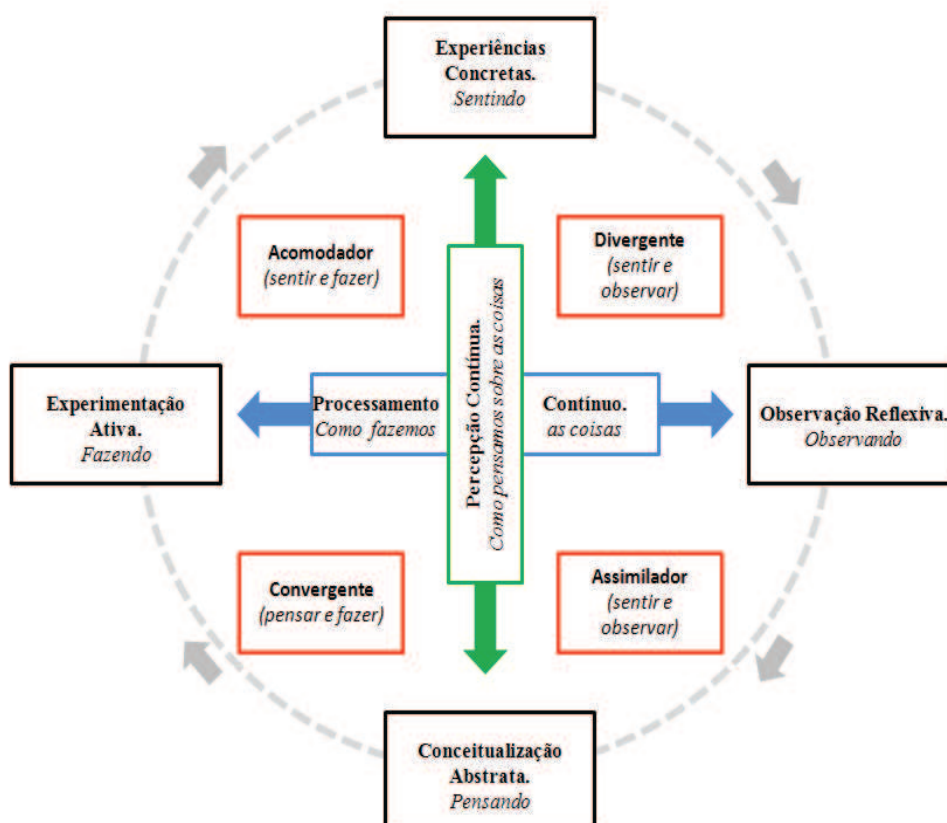 Experiências
Concretas.
Sentindo
Acomodador
(sentir e fazer)
Divergente
(sentir e
observar)
Percepção Contínua.
Como pensamos sobre as coisas
Experimentação
Ativa.
Fazendo
Processamento
Como fazemos
Contínuo.
as coisas
Observação Reflexiva.
Observando
Convergente
(pensar e fazer)
Assimilador
(sentir e
observar)
Conceitualização
Abstrata.
Pensando